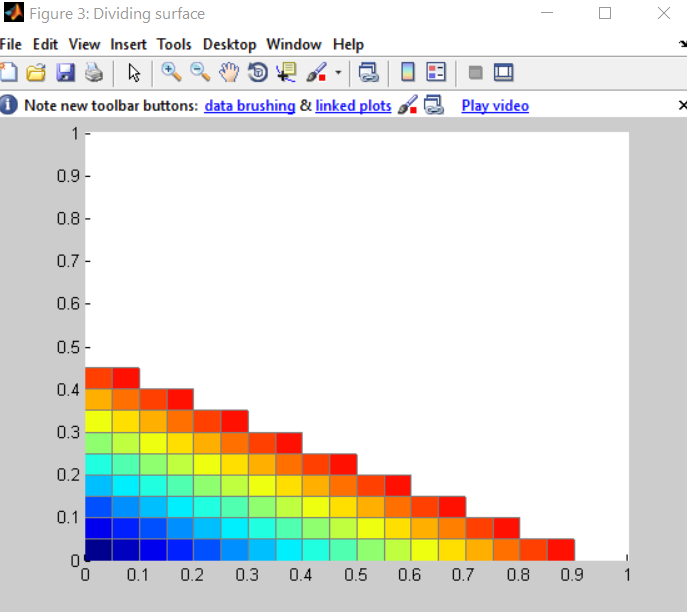 Figure 3: Dividing surface
File Edit View Insert Tools Desktop Window Help
Note new toolbar buttons: data brushing & linked plots Play video
1
0.9
0.8
0.7
0.6
0.5
0.4
0.3
0.2
0.1
0
0 0.1 0.2 0.3 0.4 0.5 0.6 0.7 0.8 0.9 1